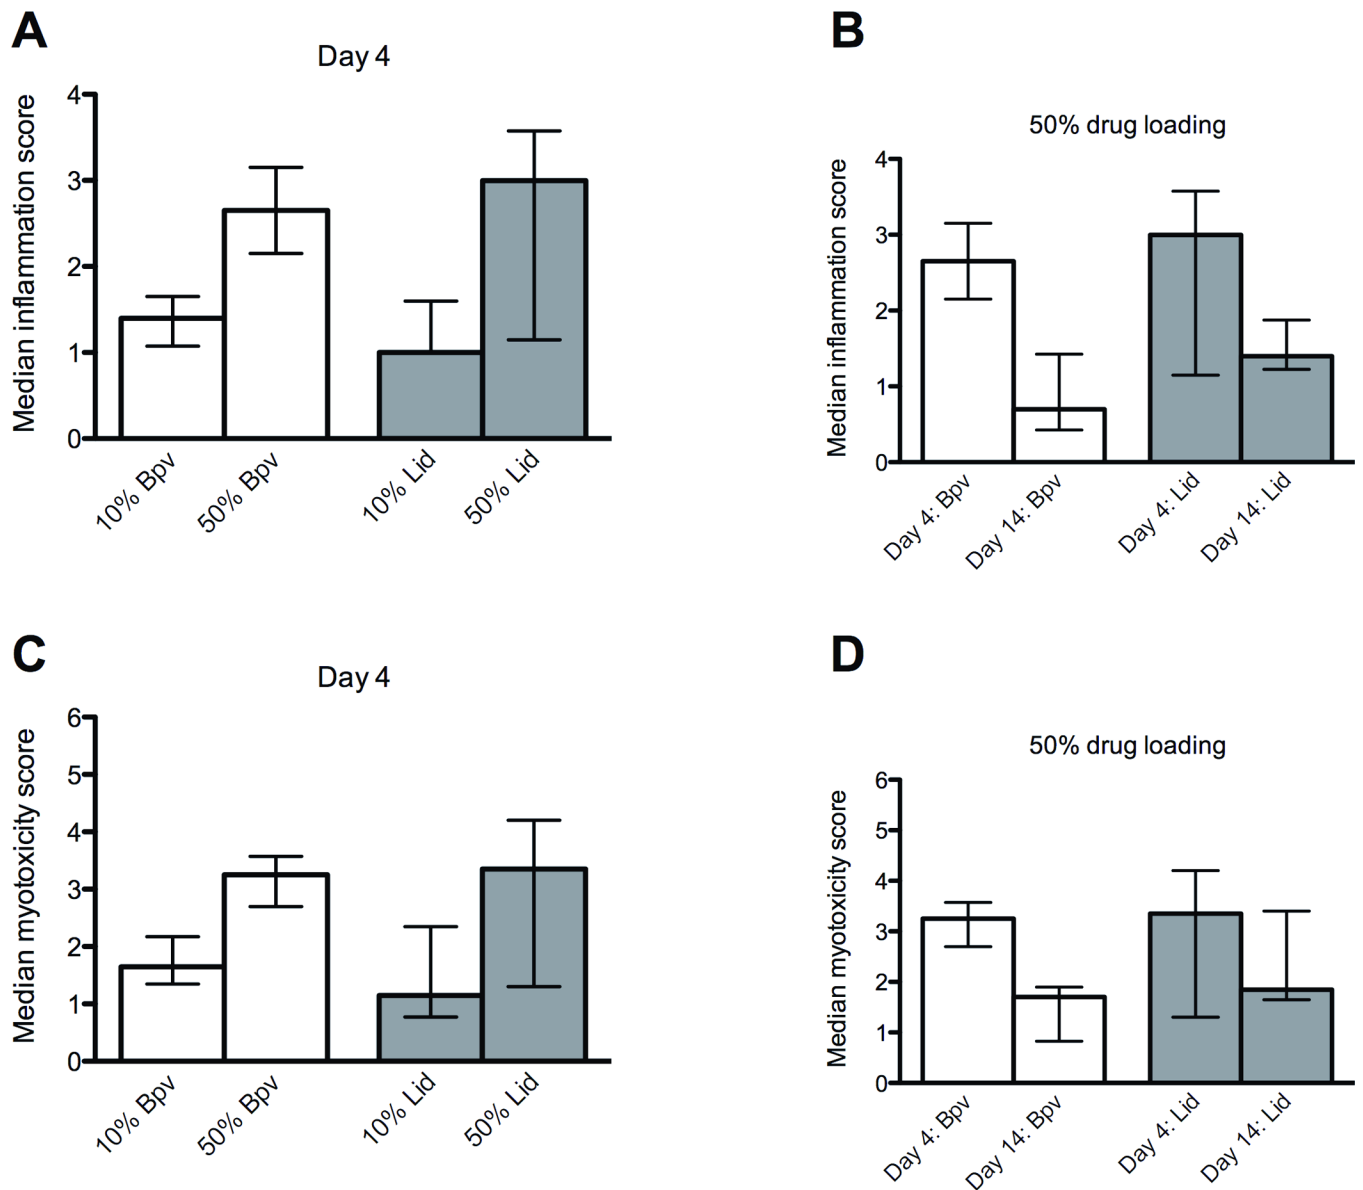 A
Day 4
Median inflammation score
4
3
2
1
0
10% Bpv
50% Bpv
10% Lid
50% Lid
B
50% drug loading
Median inflammation score
4
3
2
1
0
Day 4: Bpv
Day 14: Bpv
Day 4: Lid
Day 14: Lid
C
Day 4
Median myotoxicity score
6
5
4
3
2
1
0
10% Bpv
50% Bpv
10% Lid
50% Lid
D
50% drug loading
Median myotoxicity score
6
5
4
3
2
1
0
Day 4: Bpv
Day 14: Bpv
Day 4: Lid
Day 14: Lid